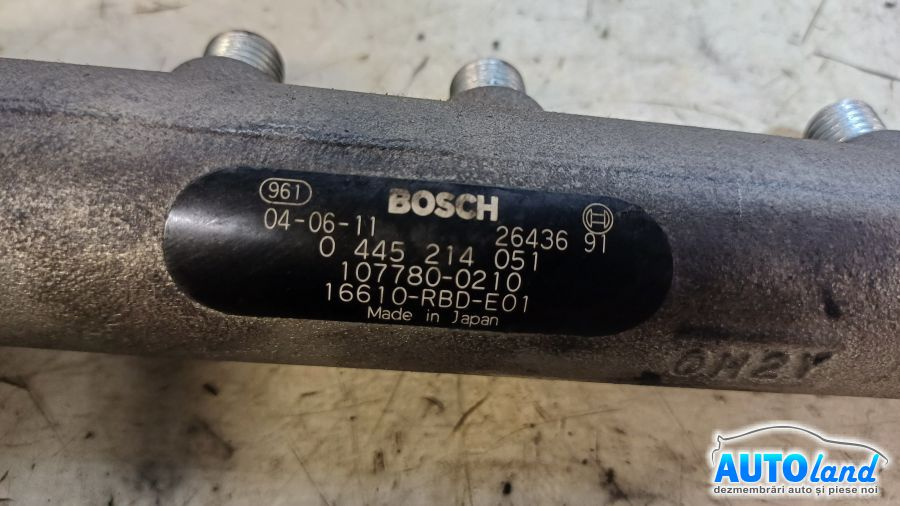 961
BOSCH
04-06-11
26436 91
0 445 214 051
107780-0210
16610-RBD-E01
Made in Japan
0H2Y
AUTOland
dezmembrări auto și piese noi